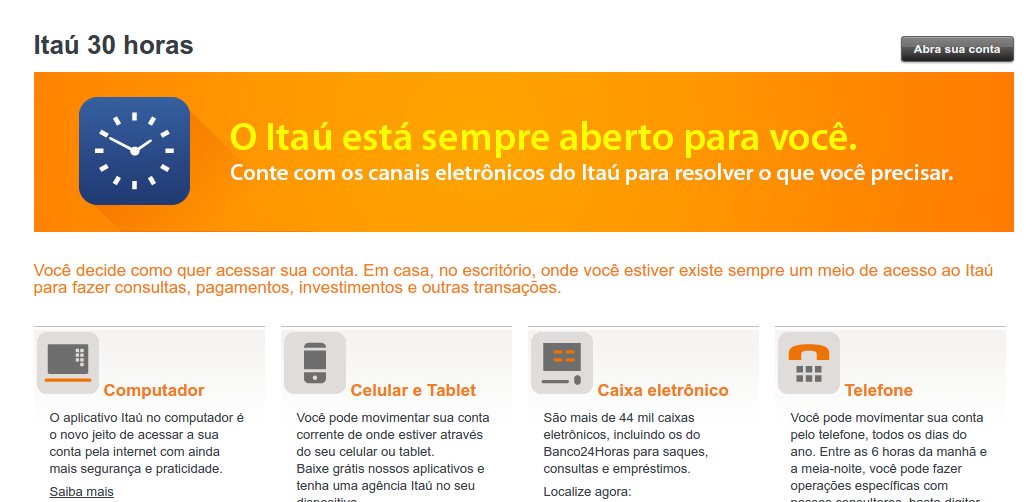 Itaú 30 horas
Abra sua conta
O Itaú está sempre aberto para você.
Conte com os canais eletrônicos do Itaú para resolver o que você precisar.
Você decide como quer acessar sua conta. Em casa, no escritório, onde você estiver existe sempre um meio de acesso ao Itaú
para fazer consultas, pagamentos, investimentos e outras transações.
Computador
O aplicativo Itaú no computador é
o novo jeito de acessar a sua
conta pela internet com ainda
mais segurança e praticidade.
Saiba mais
Celular e Tablet
Você pode movimentar sua conta
corrente de onde estiver através
do seu celular ou tablet.
Baixe grátis nossos aplicativos e
tenha uma agência Itaú no seu
dispositivo.
Caixa eletrônico
São mais de 44 mil caixas
eletrônicos, incluindo os do
Banco24Horas para saques,
consultas e empréstimos.
Localize agora:
Telefone
Você pode movimentar sua conta
pelo telefone, todos os dias do
ano. Entre as 6 horas da manhã e
a meia-noite, você pode fazer
operações específicas com
nossos consultores, basta digitar